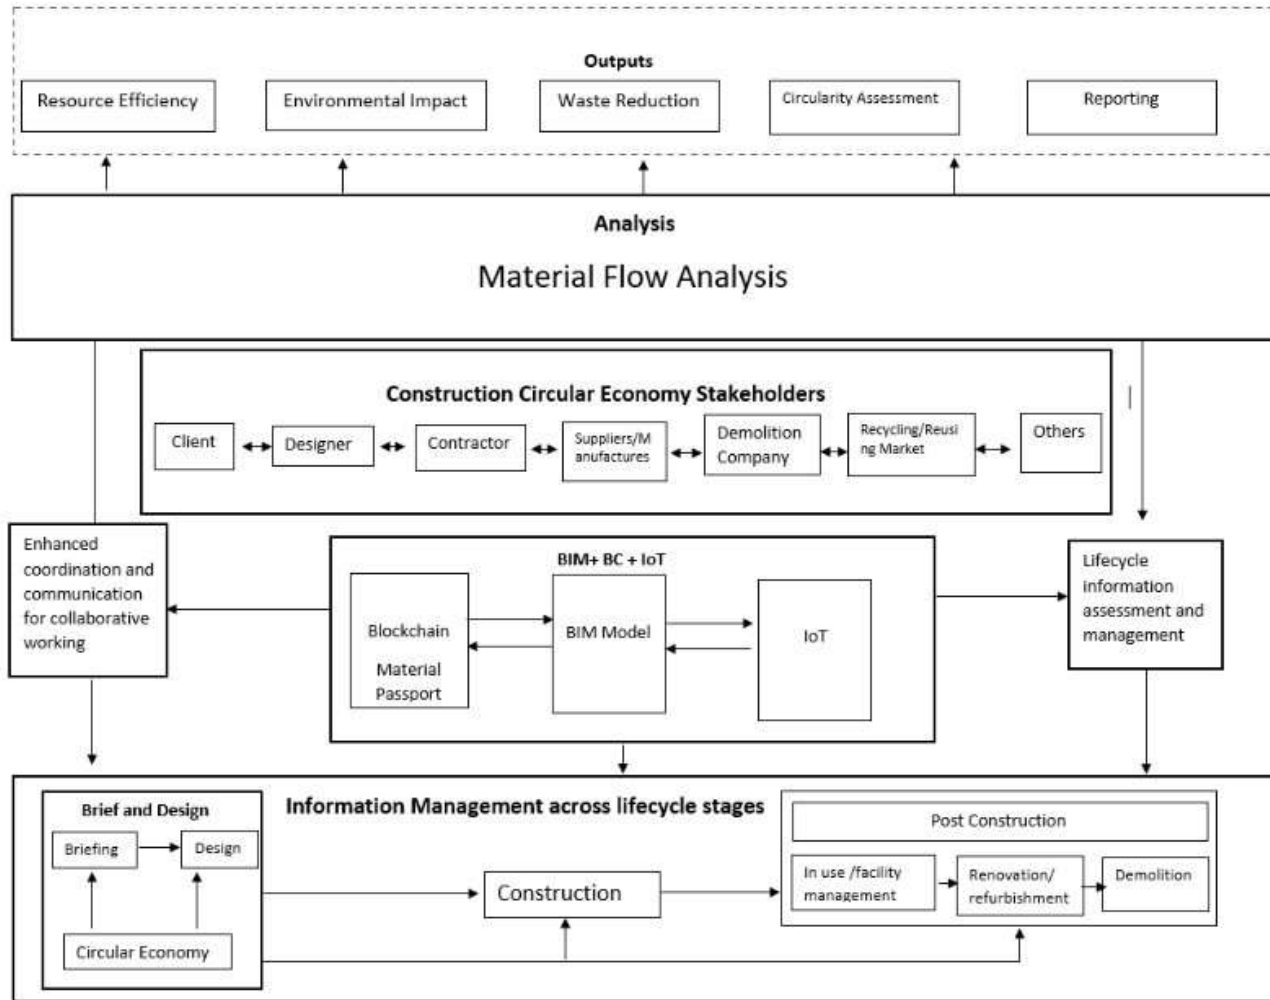 Outputs
Resource Efficiency
Environmental Impact
Waste Reduction
Circularity Assessment
Reporting
Analysis
Material Flow Analysis
Construction Circular Economy Stakeholders
Client
Designer
Contractor
Suppliers/M
anufactures
Demolition
Company
Recycling/Reusi
ng Market
Others
Enhanced
coordination and
communication
for collaborative
working
BIM+ BC + IoT
Blockchain
Material
Passport
BIM Model
IoT
Lifecycle
information
assessment and
management
Information Management across lifecycle stages
Brief and Design
Briefing
Design
Circular Economy
Construction
Post Construction
In use /facility
management
Renovation/
refurbishment
Demolition